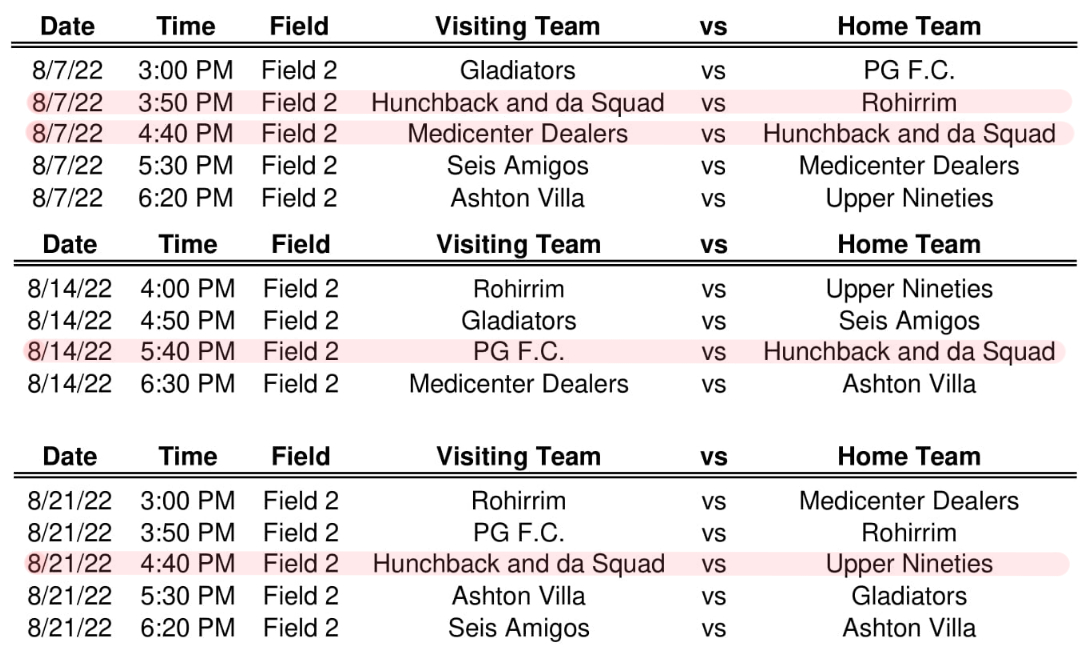 Date Time Field Visiting Team vs Home Team
8/7/22 3:00 PM Field 2 Gladiators vs PG F.C.
8/7/22 3:50 PM Field 2 Hunchback and da Squad vs Rohirrim
8/7/22 4:40 PM Field 2 Medicenter Dealers vs Hunchback and da Squad
8/7/22 5:30 PM Field 2 Seis Amigos vs Medicenter Dealers
8/7/22 6:20 PM Field 2 Ashton Villa vs Upper Nineties
Date Time Field Visiting Team vs Home Team
8/14/22 4:00 PM Field 2 Rohirrim vs Upper Nineties
8/14/22 4:50 PM Field 2 Gladiators vs Seis Amigos
8/14/22 5:40 PM Field 2 PG F.C. vs Hunchback and da Squad
8/14/22 6:30 PM Field 2 Medicenter Dealers vs Ashton Villa
Date Time Field Visiting Team vs Home Team
8/21/22 3:00 PM Field 2 Rohirrim vs Medicenter Dealers
8/21/22 3:50 PM Field 2 PG F.C. vs Rohirrim
8/21/22 4:40 PM Field 2 Hunchback and da Squad vs Upper Nineties
8/21/22 5:30 PM Field 2 Ashton Villa vs Gladiators
8/21/22 6:20 PM Field 2 Seis Amigos vs Ashton Villa